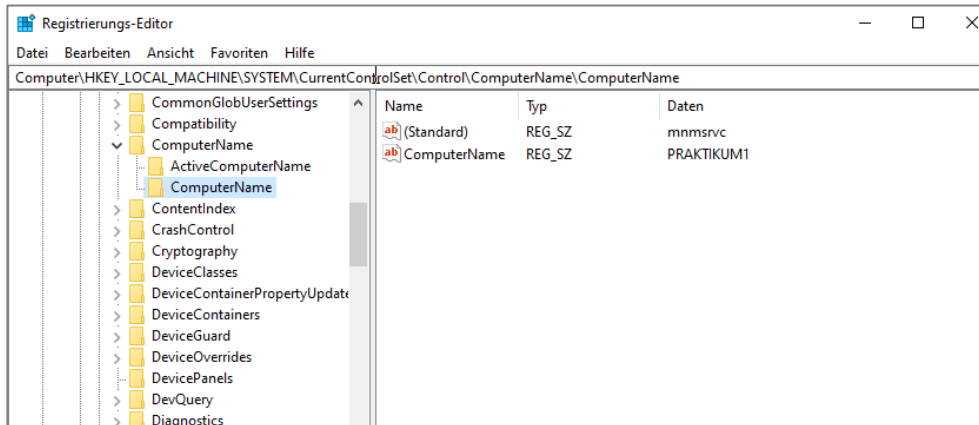 Registrierungs-Editor
Datei Bearbeiten Ansicht Favoriten Hilfe
Computer\HKEY_LOCAL_MACHINE\SYSTEM\CurrentControlSet\Control\ComputerName\ComputerName
CommonGlobUserSettings
Compatibility
ComputerName
ActiveComputerName
ComputerName
ContentIndex
CrashControl
Cryptography
DeviceClasses
DeviceContainerPropertyUpdate
DeviceContainers
DeviceGuard
DeviceOverrides
DevicePanels
DevQuery
Diagnostics
Name Typ Daten
ab (Standard) REG_SZ mnmsrvc
ab ComputerName REG_SZ PRAKTIKUM1